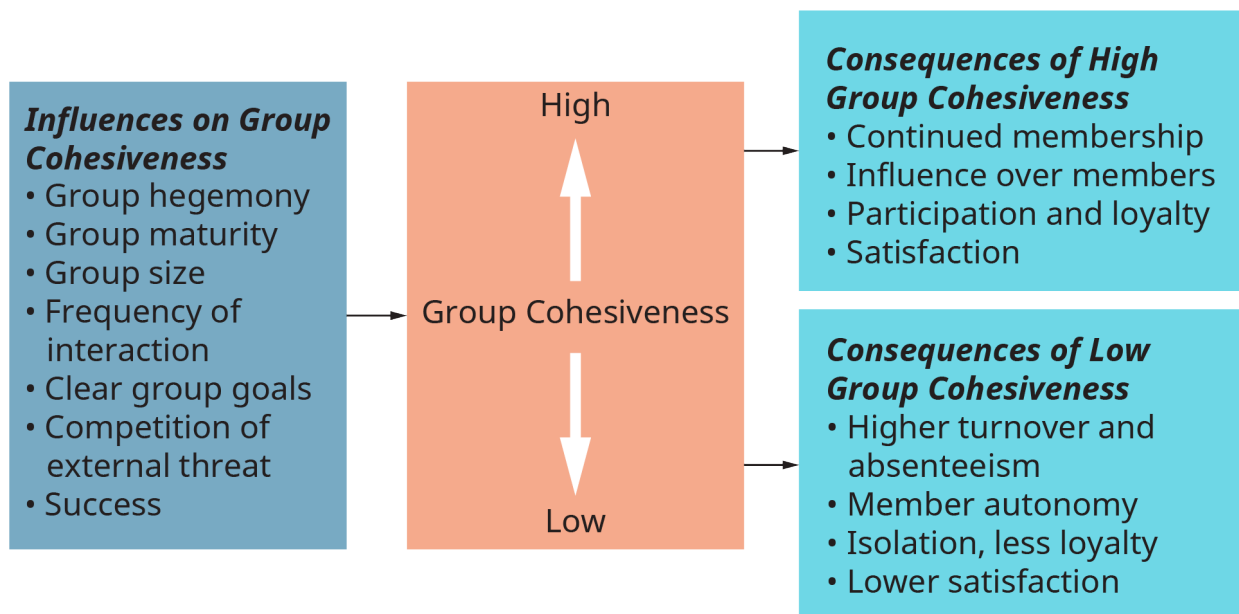 Influences on Group
Cohesiveness
• Group hegemony
• Group maturity
• Group size
• Frequency of
interaction
• Clear group goals
• Competition of
external threat
• Success
High
Group Cohesiveness
Low
Consequences of High
Group Cohesiveness
• Continued membership
• Influence over members
• Participation and loyalty
• Satisfaction
Consequences of Low
Group Cohesiveness
• Higher turnover and
absenteeism
• Member autonomy
• Isolation, less loyalty
• Lower satisfaction